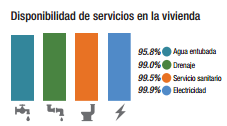 Disponibilidad de servicios en la vivienda
95.8% Agua entubada
99.0% Drenaje
99.5% Servicio sanitario
99.9% Electricidad